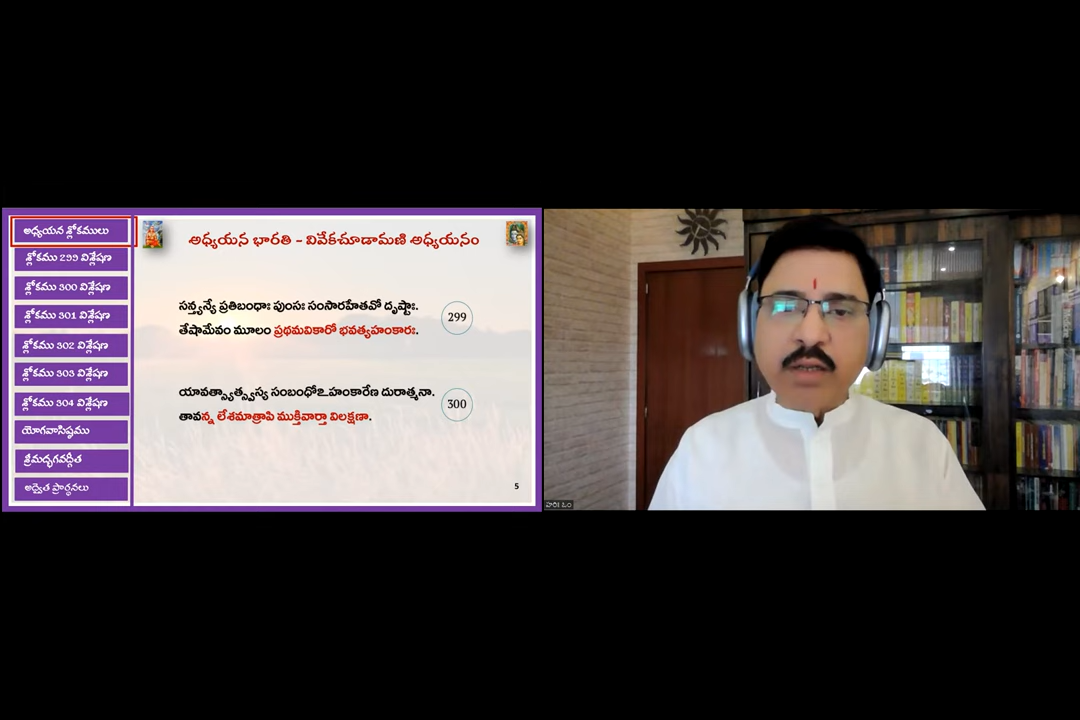 అధ్యయన శ్లోకములు
శ్లోకము 299 విశ్లేషణ
శ్లోకము 300 విశ్లేషణ
శ్లోకము 301 విశ్లేషణ
శ్లోకము 302 విశ్లేషణ
శ్లోకము 303 విశ్లేషణ
శ్లోకము 304 విశ్లేషణ
యోగవాసిష్ఠము
శ్రీమద్భగవద్గీత
అద్వైత ప్రార్థనలు
అధ్యయన భారతి - వివేకచూడామణి అధ్యయనం
సన్త్యన్యే ప్రతిబంధాః పుంసః సంసారహేతవో దృష్టాః.
తేషామేవం మూలం ప్రథమవికారో భవత్యహంకారః.
299
యావత్స్యాత్స్వస్య సంబంధోఽహంకారేణ దురాత్మనా.
తావన్న లేశమాత్రాపి ముక్తివార్తా విలక్షణా.
300
5
హరిః ఓం